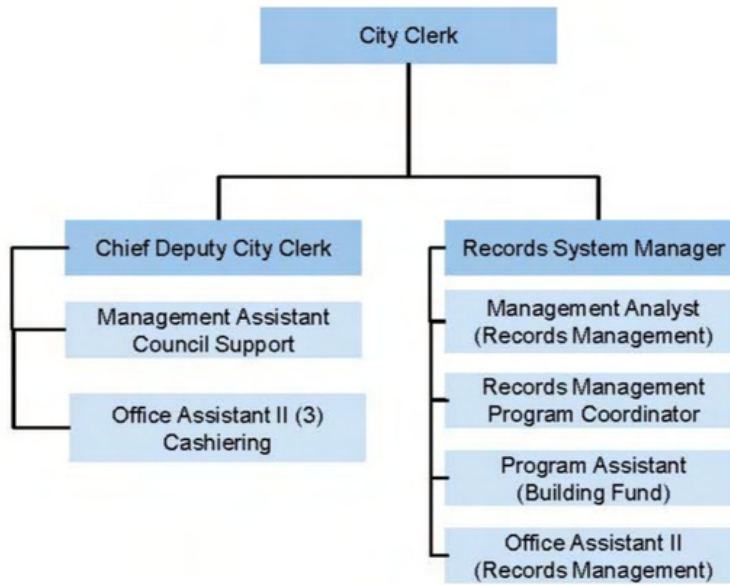 City Clerk
Chief Deputy City Clerk
Management Assistant
Council Support
Office Assistant II (3)
Cashiering
Records System Manager
Management Analyst
(Records Management)
Records Management
Program Coordinator
Program Assistant
(Building Fund)
Office Assistant II
(Records Management)